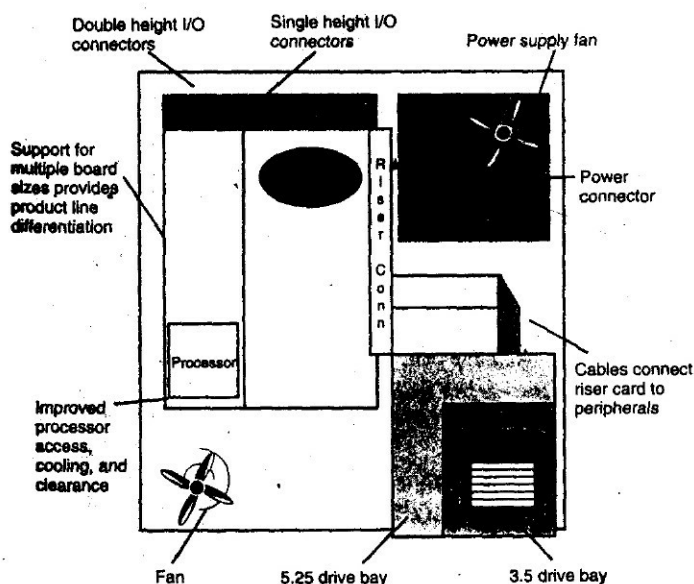 Double height I/O
connectors
Single height I/O
connectors
Power supply fan
Support for
multiple board
sizes provides
product line
differentiation
Riser Conn
Power
connector
Processor
Cables connect
riser card to
peripherals
Improved
processor
access,
cooling, and
clearance
Fan
5.25 drive bay
3.5 drive bay